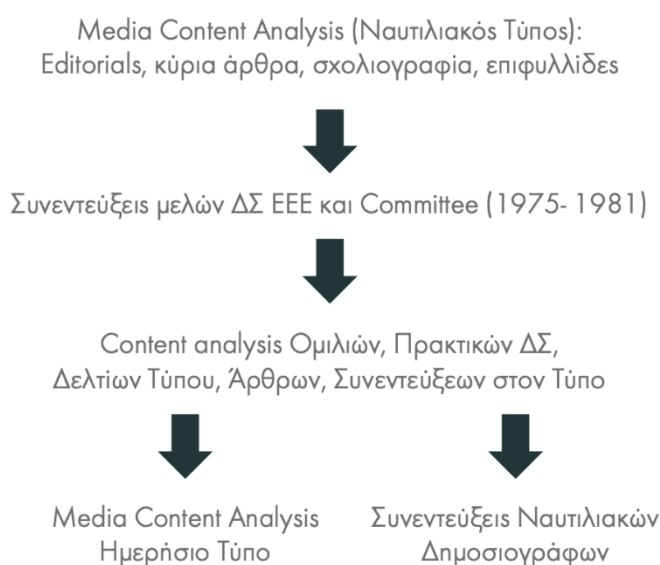 Media Content Analysis (Ναυτιλιακός Τύπος):
Editorials, κύρια άρθρα, σχολιογραφία, επιφυλλίδες
Συνεντεύξεις μελών ΔΣ ΕΕΕ και Committee (1975- 1981)
Content analysis Ομιλιών, Πρακτικών ΔΣ,
Δελτίων Τύπου, Άρθρων, Συνεντεύξεων στον Τύπο
Media Content Analysis
Ημερήσιο Τύπο
Συνεντεύξεις Ναυτιλιακών
Δημοσιογράφων